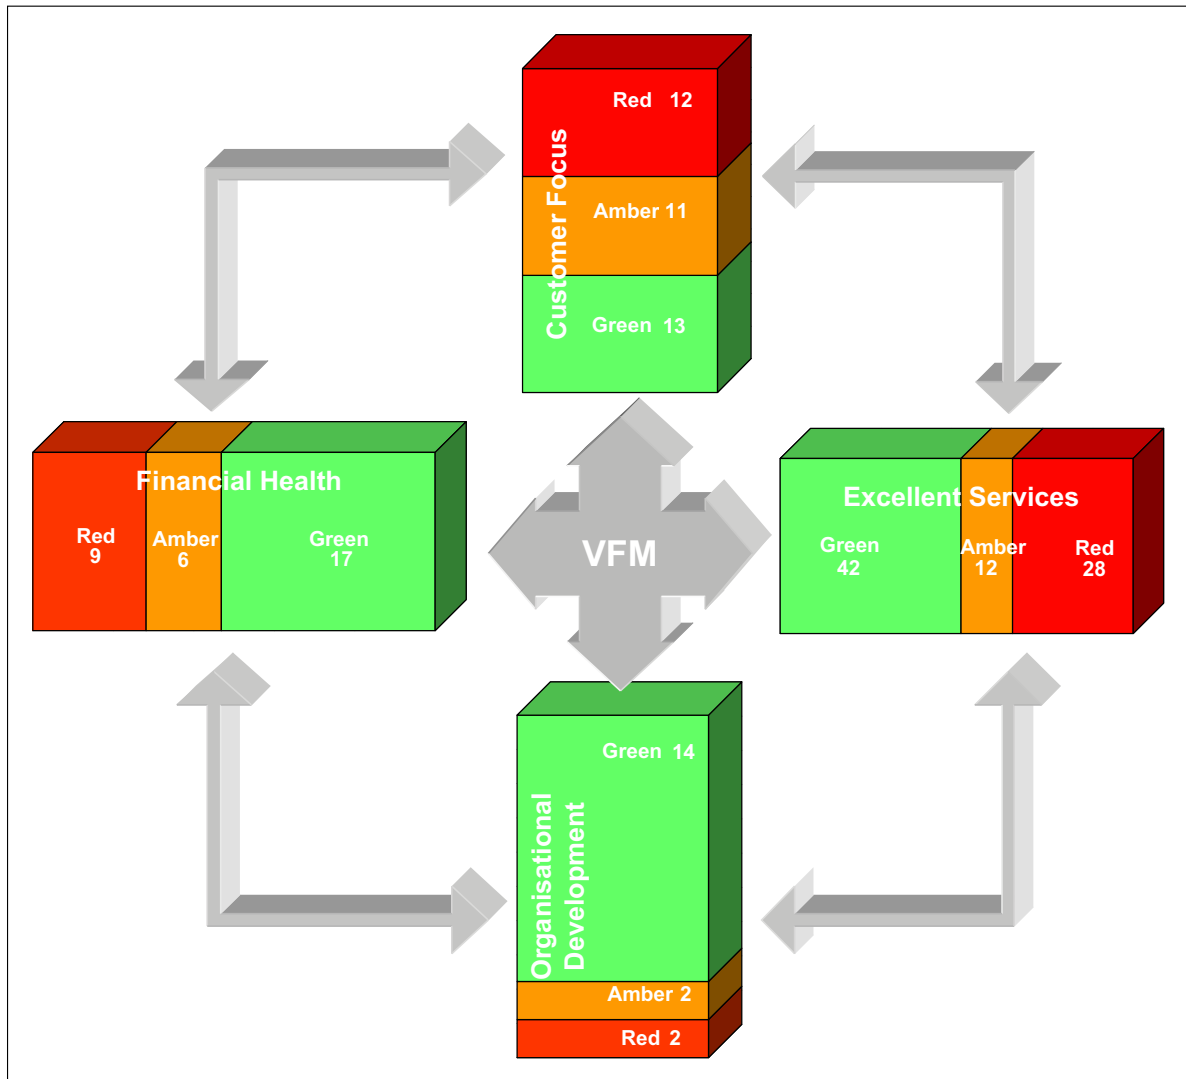 Customer Focus
Red 12
Amber 11
Green 13
Financial Health
Red
9
Amber
6
Green
17
VFM
Excellent Services
Green
42
Amber
12
Red
28
Organisational
Development
Green 14
Amber 2
Red 2